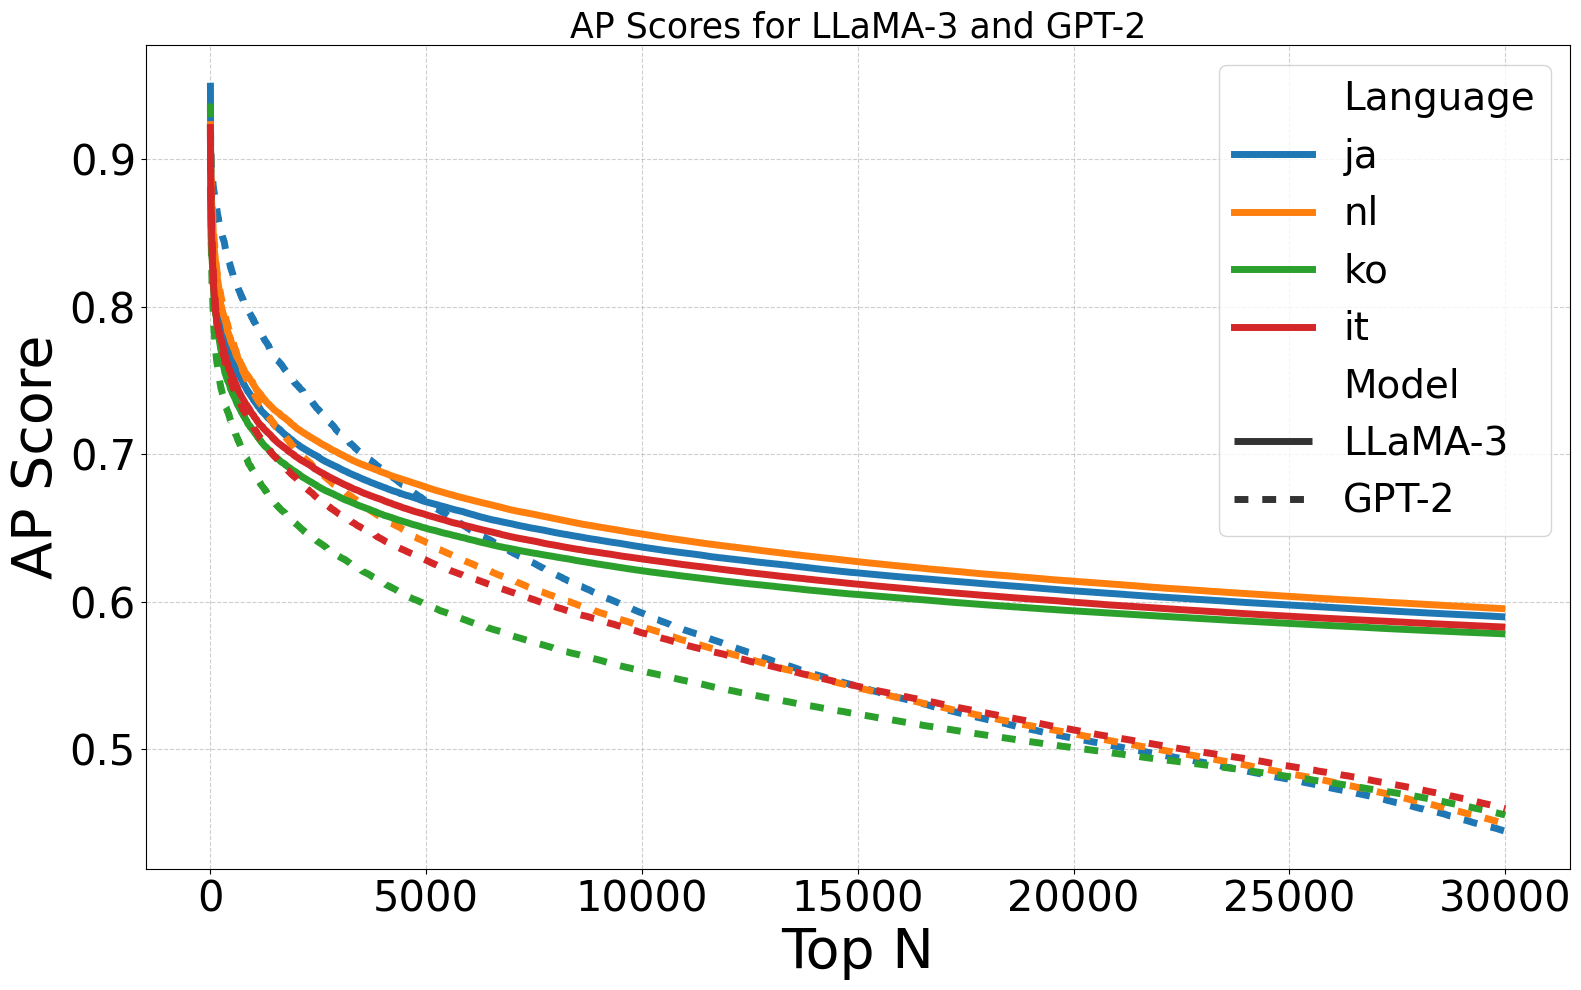 AP Scores for LLaMA-3 and GPT-2
Language
ja
nl
ko
it
Model
LLaMA-3
GPT-2
AP Score
0.9
0.8
0.7
0.6
0.5
0 5000 10000 15000 20000 25000 30000
Top N